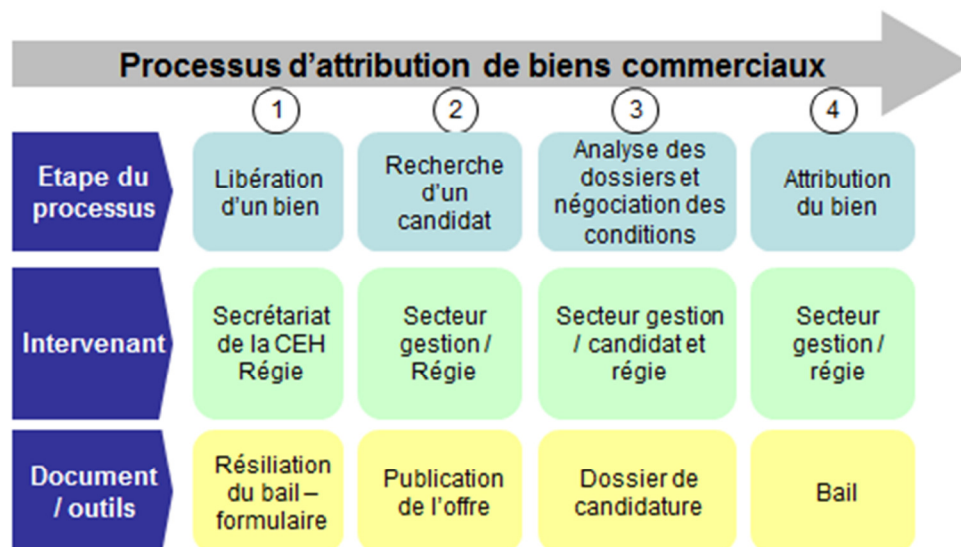 Processus d'attribution de biens commerciaux
1
2
3
4
Etape du
processus
Libération
d'un bien
Recherche
d'un
candidat
Analyse des
dossiers et
négociation des
conditions
Attribution
du bien
Intervenant
Secrétariat
de la CEH
Régie
Secteur
gestion /
Régie
Secteur gestion
/ candidat et
régie
Secteur
gestion /
régie
Document
/ outils
Résiliation
du bail –
formulaire
Publication
de l'offre
Dossier de
candidature
Bail